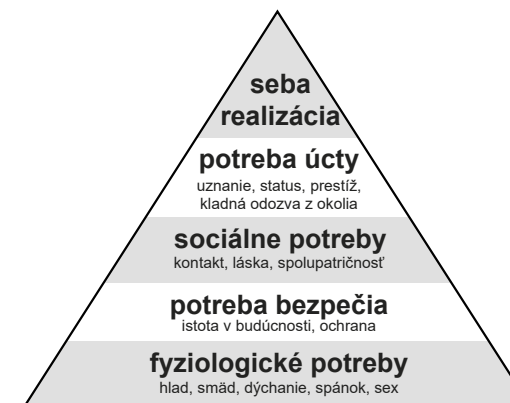 seba
realizácia
potreba úcty
uznanie, status, prestíž,
kladná odozva z okolia
sociálne potreby
kontakt, láska, spolupatričnosť
potreba bezpečia
istota v budúcnosti, ochrana
fyziologické potreby
hlad, smäd, dýchanie, spánok, sex